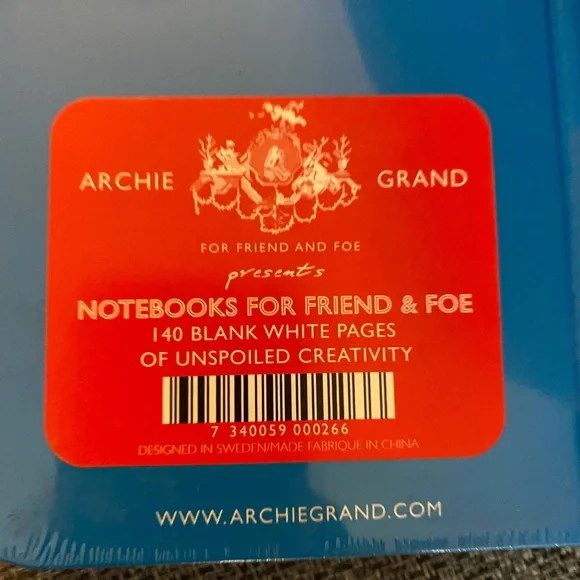 ARCHIE GRAND
FOR FRIEND AND FOE
presents
NOTEBOOKS FOR FRIEND & FOE
140 BLANK WHITE PAGES
OF UNSPOILED CREATIVITY
7 340059 000266
DESIGNED IN SWEDEN/MADE FABRIQUE IN CHINA
WWW.ARCHIEGRAND.COM